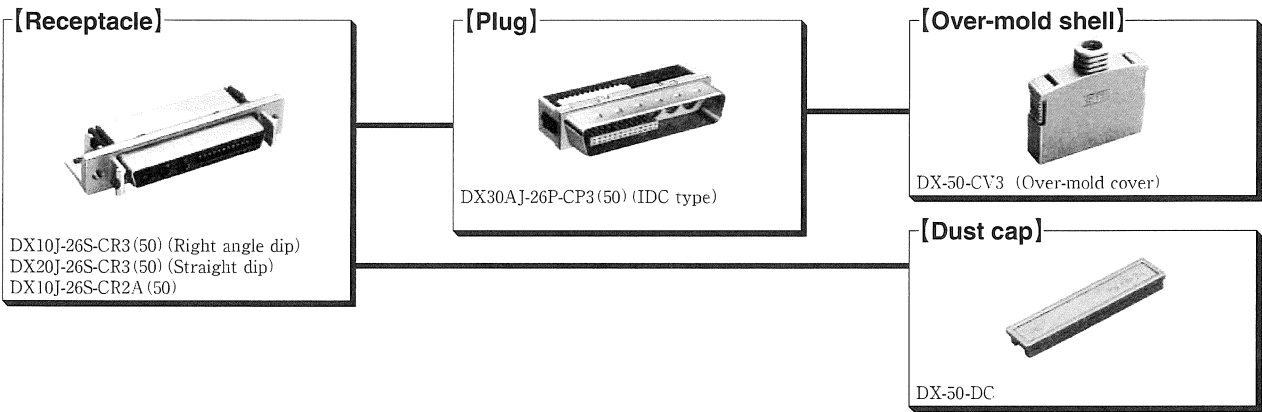 【Receptacle】
DX10J-26S-CR3(50)(Right angle dip)
DX20J-26S-CR3(50)(Straight dip)
DX10J-26S-CR2A(50)
【Plug】
DX30AJ-26P-CP3(50)(IDC type)
【Over-mold shell】
DX-50-CV3 (Over-mold cover)
【Dust cap】
DX-50-DC